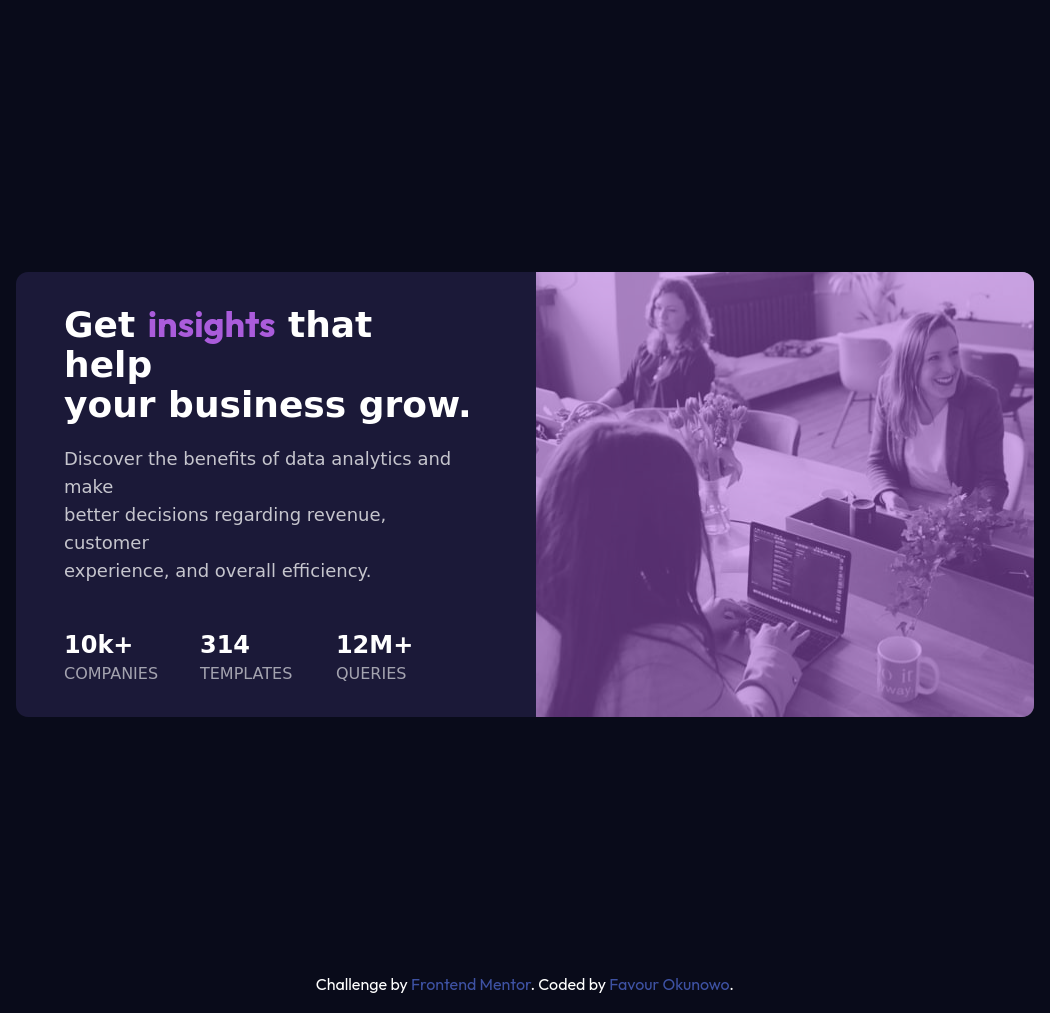 Get insights that
help
your business grow.
Discover the benefits of data analytics and
make
better decisions regarding revenue,
customer
experience, and overall efficiency.
10k+ 314 12M+
COMPANIES TEMPLATES QUERIES
Challenge by Frontend Mentor. Coded by Favour Okunowo.